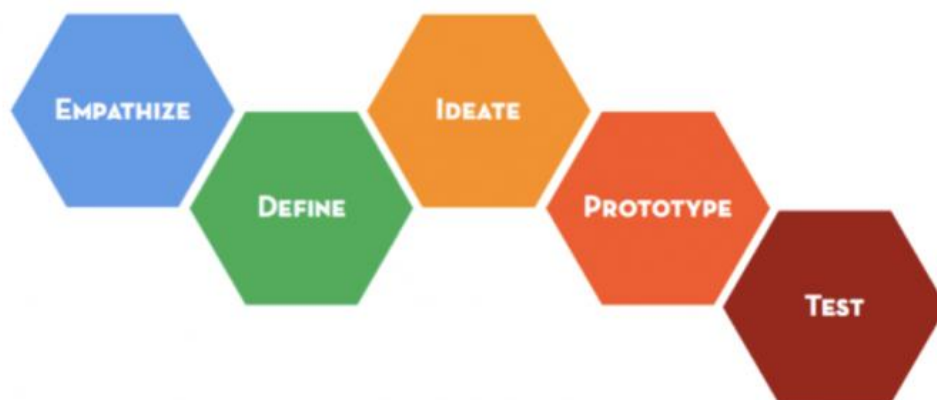 EMPATHIZE
DEFINE
IDEATE
PROTOTYPE
TEST